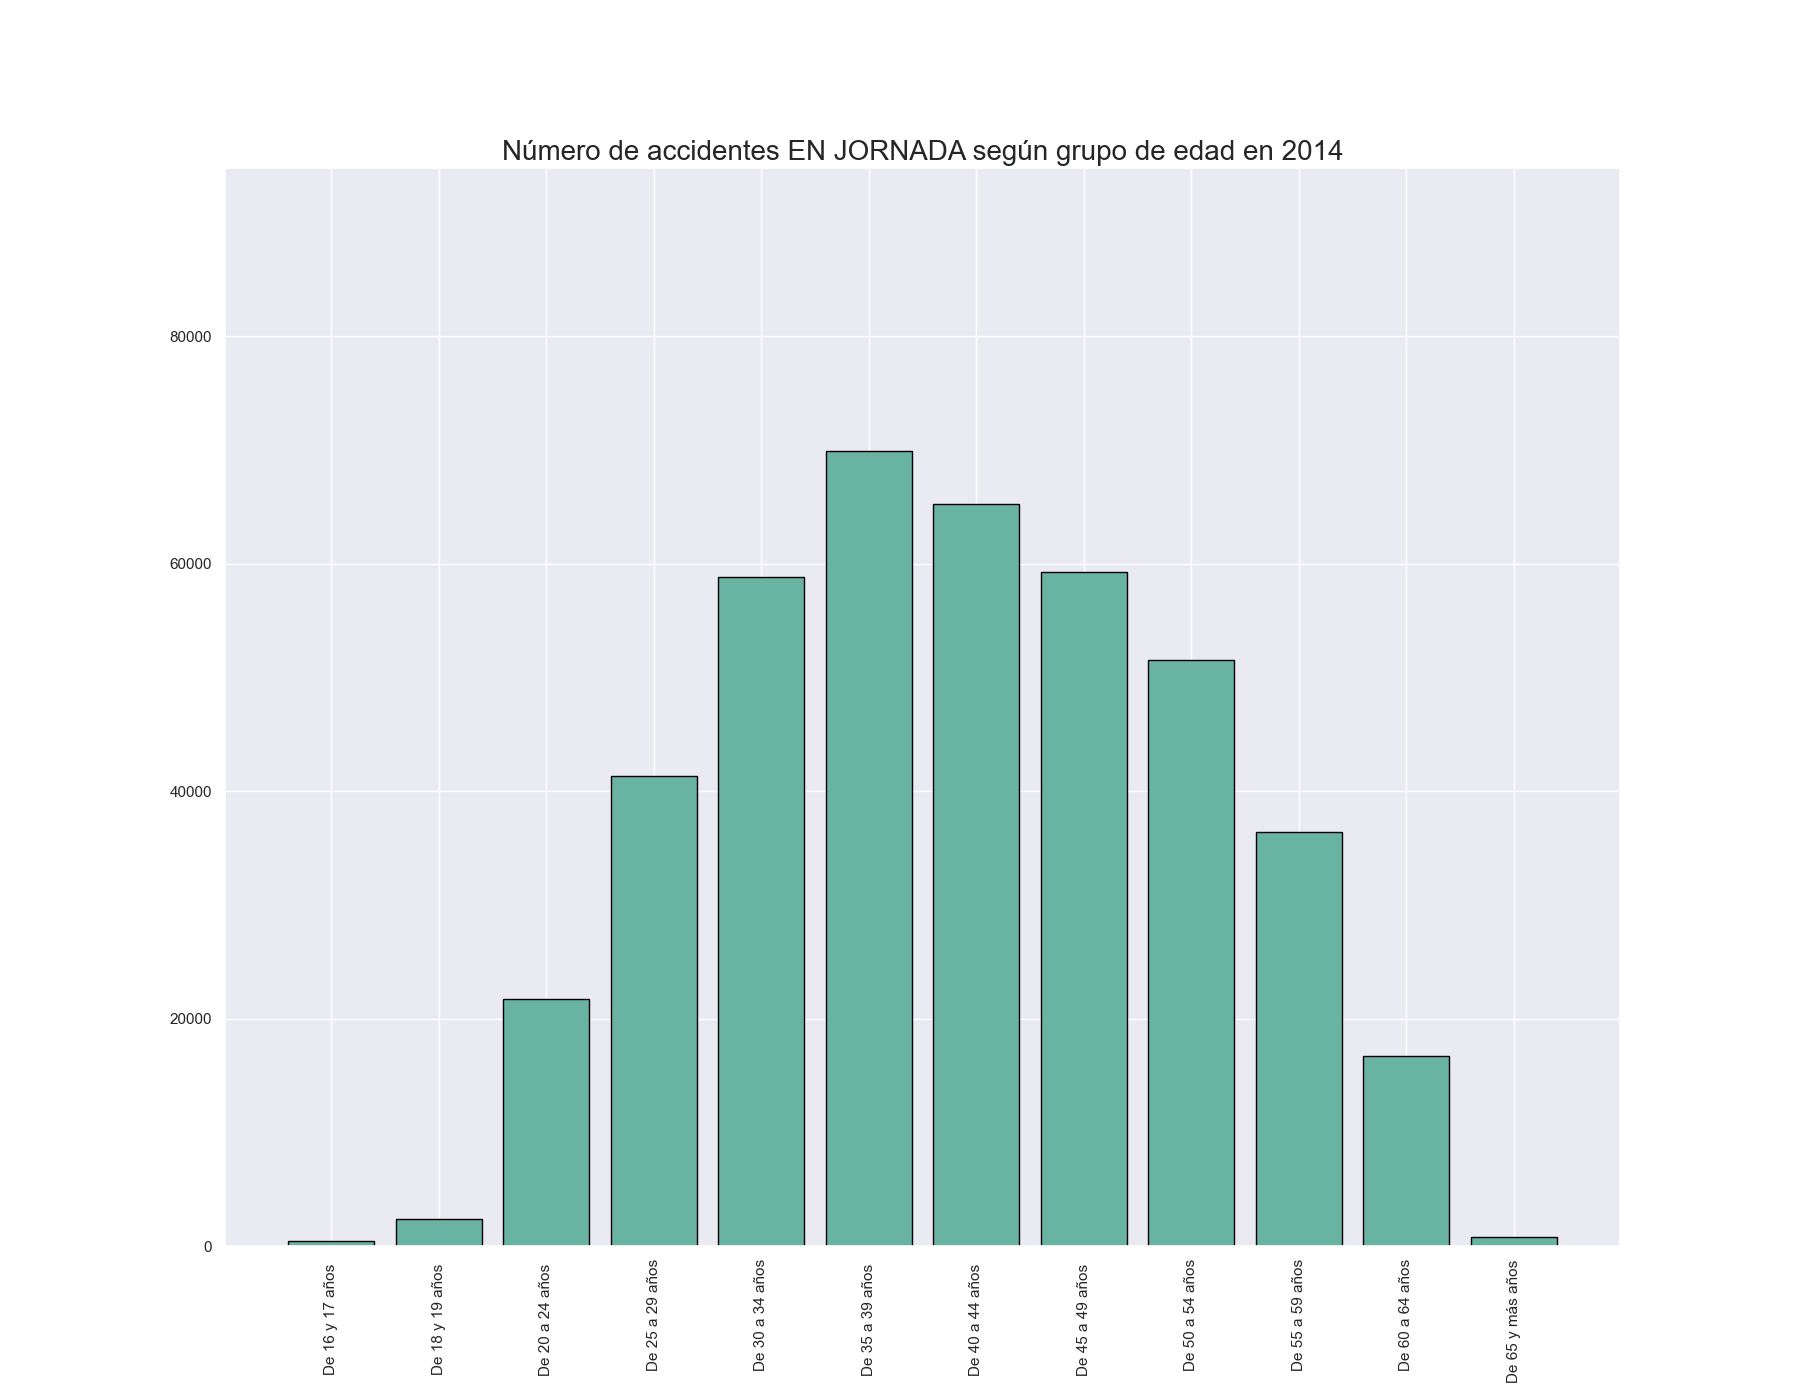 Número de accidentes EN JORNADA según grupo de edad en 2014
80000
60000
40000
20000
0
De 16 y 17 años
De 18 y 19 años
De 20 a 24 años
De 25 a 29 años
De 30 a 34 años
De 35 a 39 años
De 40 a 44 años
De 45 a 49 años
De 50 a 54 años
De 55 a 59 años
De 60 a 64 años
De 65 y más años